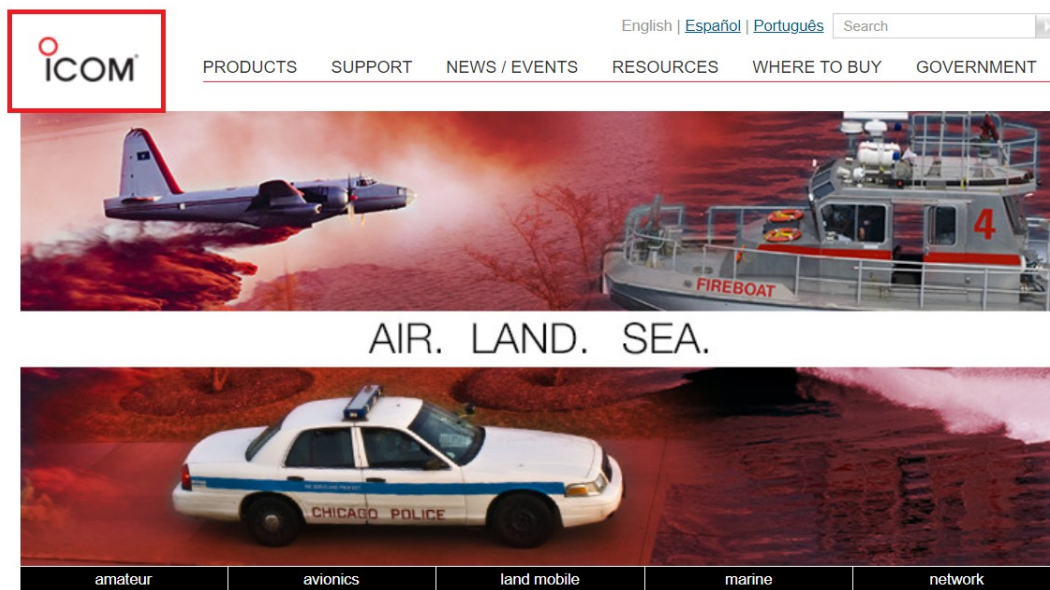 English | Español | Português Search
ICOM
PRODUCTS SUPPORT NEWS / EVENTS RESOURCES WHERE TO BUY GOVERNMENT
4
FIREBOAT
AIR. LAND. SEA.
CHICAGO POLICE
amateur avionics land mobile marine network